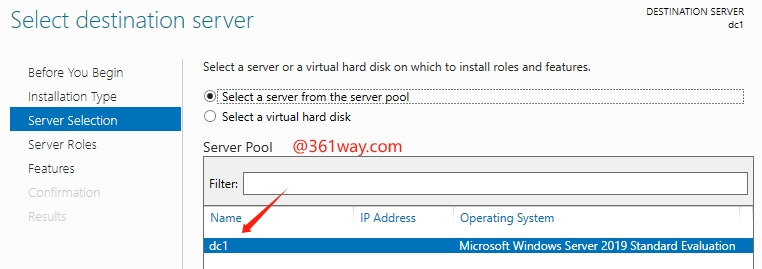 Select destination server
DESTINATION SERVER
dc1
Before You Begin
Installation Type
Server Selection
Server Roles
Features
Confirmation
Results
Select a server or a virtual hard disk on which to install roles and features.
Select a server from the server pool
Select a virtual hard disk
Server Pool @361way.com
Filter:
Name IP Address Operating System
dc1 Microsoft Windows Server 2019 Standard Evaluation